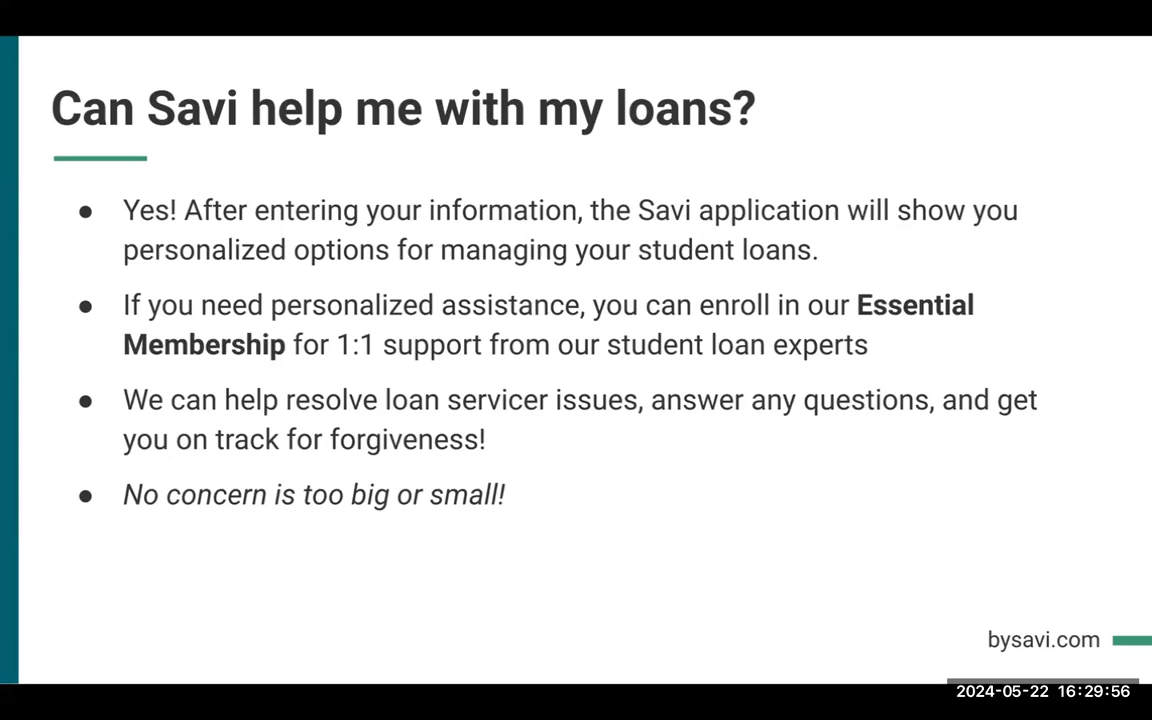 Can Savi help me with my loans?
● Yes! After entering your information, the Savi application will show you
personalized options for managing your student loans.
● If you need personalized assistance, you can enroll in our Essential
Membership for 1:1 support from our student loan experts
● We can help resolve loan servicer issues, answer any questions, and get
you on track for forgiveness!
● No concern is too big or small!
bysavi.com
2024-05-22 16:29:56